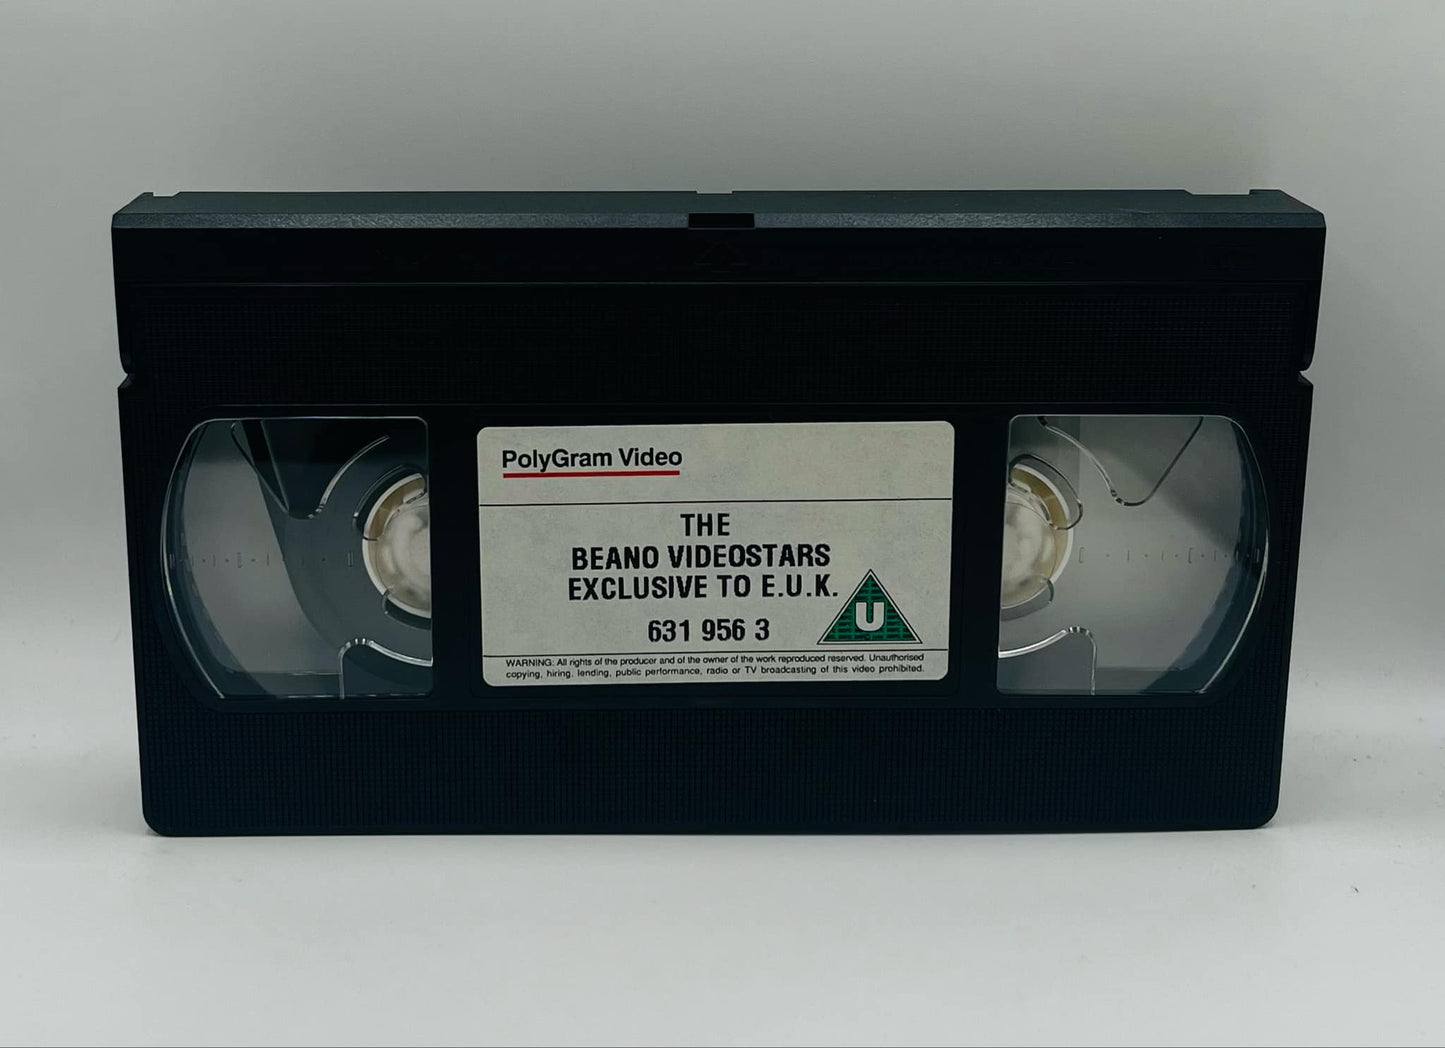 PolyGram Video
THE
BEANO VIDEOSTARS
EXCLUSIVE TO E.U.K.
631 956 3
U
WARNING: All rights of the producer and of the owner of the work reproduced reserved. Unauthorised
copying, hiring, lending, public performance, radio or TV broadcasting of this video prohibited.